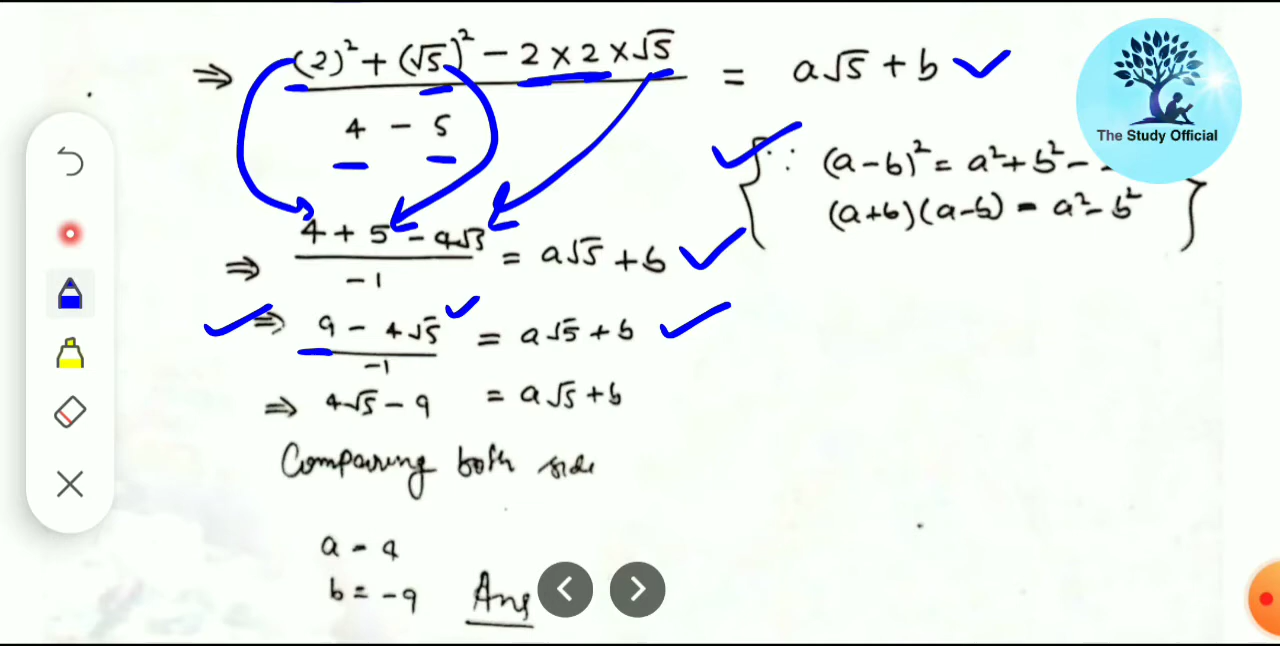 ⇒ (2)² + (√5)² − 2 × 2 × √5 / 4 − 5 = a√5 + b
The Study Official
∵ (a−b)² = a² + b² −
(a+b)(a−b) = a² − b²
⇒ 4 + 5 − 4√5 / −1 = a√5 + b
⇒ 9 − 4√5 / −1 = a√5 + b
⇒ 4√5 − 9 = a√5 + b
Comparing both side
a = 4
b = −9 Ans